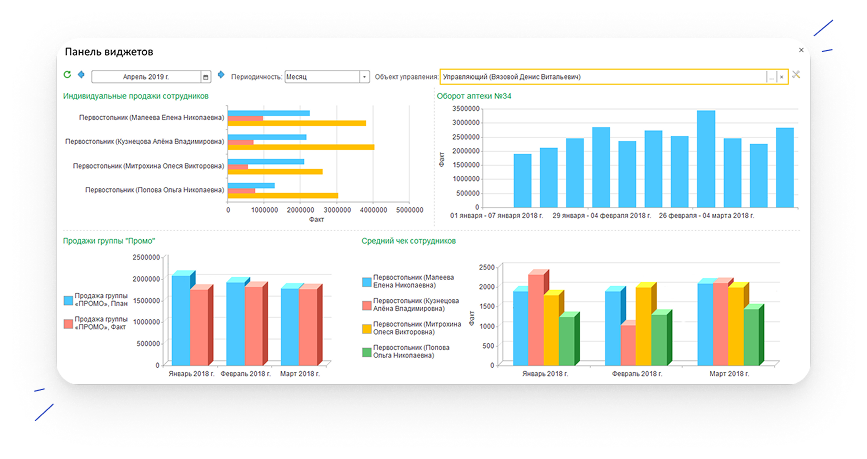 Панель виджетов
Апрель 2019 г.
Периодичность:
Месяц
Объект управления:
Управляющий (Вязовой Денис Витальевич)
Индивидуальные продажи сотрудников
Первостольник (Малеева Елена Николаевна)
Первостольник (Кузнецова Алёна Владимировна)
Первостольник (Митрохина Олеся Викторовна)
Первостольник (Попова Ольга Николаевна)
0 1000000 2000000 3000000 4000000 5000000
Факт
Оборот аптеки №34
3500000
3000000
2500000
2000000
1500000
1000000
500000
0
Факт
01 января - 07 января 2018 г. 29 января - 04 февраля 2018 г. 26 февраля - 04 марта 2018 г.
Продажи группы "Промо"
Продажа группы
«ПРОМО», План
Продажа группы
«ПРОМО», Факт
2500000
2000000
1500000
1000000
500000
0
Январь 2018 г. Февраль 2018 г. Март 2018 г.
Средний чек сотрудников
Первостольник (Малеева
Елена Николаевна)
Первостольник (Кузнецова
Алёна Владимировна)
Первостольник (Митрохина
Олеся Викторовна)
Первостольник (Попова
Ольга Николаевна)
Факт
2500
2000
1500
1000
500
0
Январь 2018 г. Февраль 2018 г. Март 2018 г.